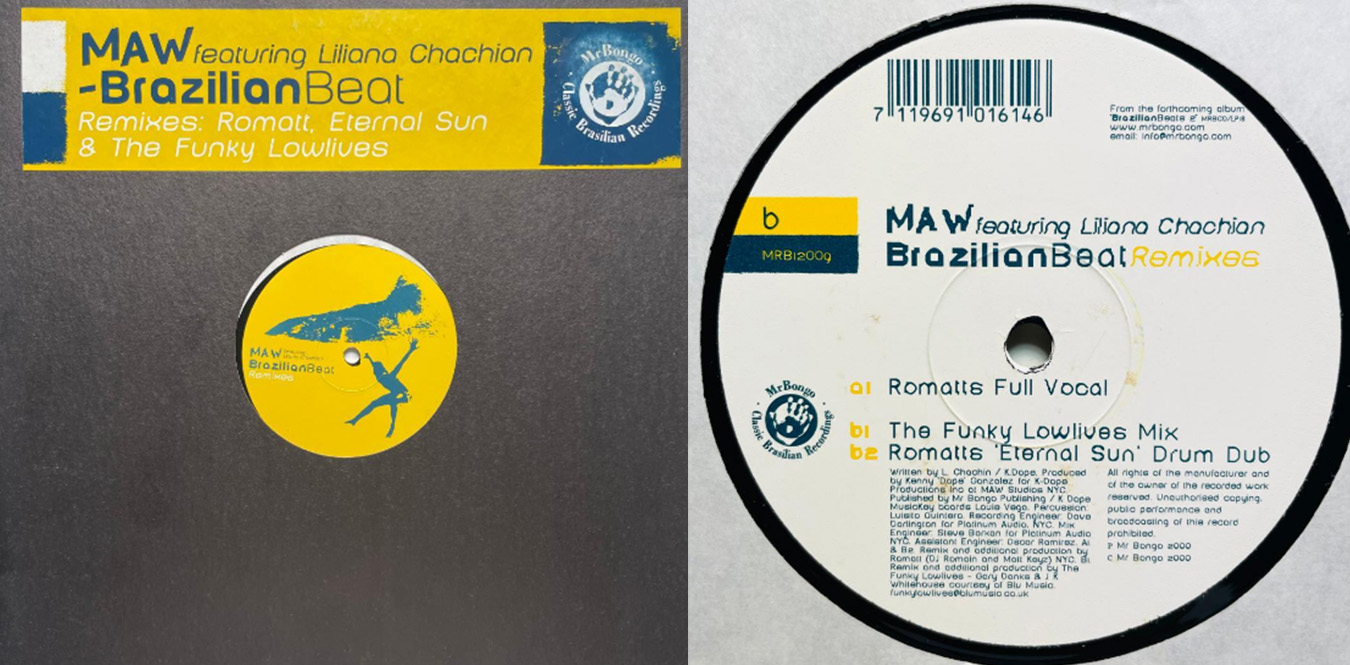 MAW featuring Liliana Chachian
-BrazilianBeat
Remixes: Romatt, Eternal Sun
& The Funky Lowlives
MrBongo
Classic Brasilian Recordings
MAW featuring
BrazilianBeat
Remixes
7 119691 016146
From the forthcoming album
'BrazilianBeats 2' MRBCD/LP18
www.mrbongo.com
email: info@mrbongo.com
b
MRB12009
MAW featuring Liliana Chachian
BrazilianBeatRemixes
MrBongo
Classic Brasilian Recordings
a1 Romatts Full Vocal
b1 The Funky Lowlives Mix
b2 Romatts 'Eternal Sun' Drum Dub
Written by L. Chachin / K.Dope. Produced
by Kenny 'Dope' Gonzalez for K-Dope
Productions Inc at MAW Studios NYC.
Published by Mr Bongo Publishing / K Dope
MusicKey boards Louie Vega. Percussion:
Luisito Quintero. Recording Engineer: Dave
Darlington for Platinum Audio, NYC. Mix
Engineer: Steve Barkan for Platinum Audio
NYC. Assistant Engineer: Oscar Ramirez. A1
& B2. Remix and additional production by
Romatt (DJ Romain and Matt Keyz) NYC. B1
Remix and additional production by The
Funky Lowlives - Gary Danks & J K
Whitehouse courtesy of Blu Music.
funkylowlives@blumusic.co.uk
All rights of the manufacturer and
of the owner of the recorded work
reserved. Unauthorised copying,
public performance and
broadcasting of this record
prohibited.
P Mr Bongo 2000
C Mr Bongo 2000